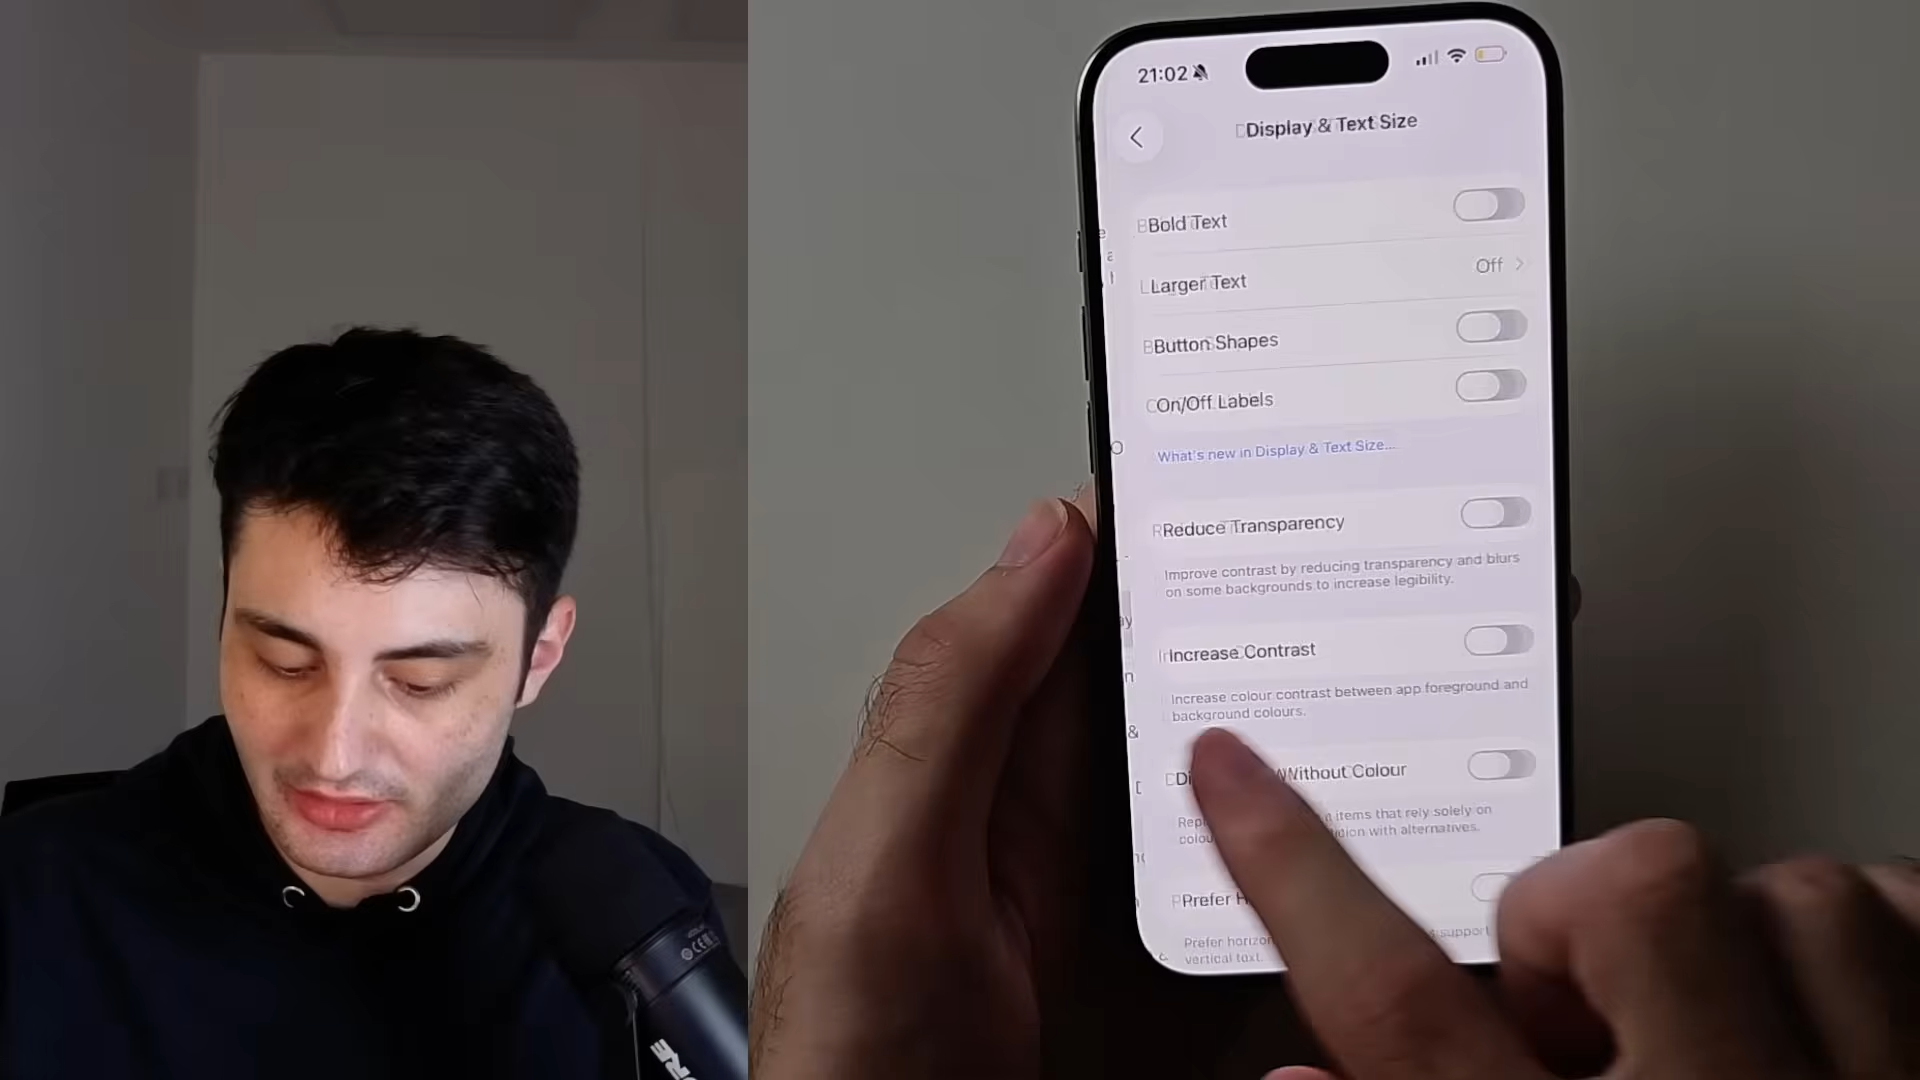 21:02
Display & Text Size
Bold Text
Larger Text
Off
Button Shapes
On/Off Labels
What's new in Display & Text Size...
Reduce Transparency
Improve contrast by reducing transparency and blurs
on some backgrounds to increase legibility.
Increase Contrast
Increase colour contrast between app foreground and
background colours.
Without Colour
items that rely solely on
with alternatives.
Prefer
Prefer
support
vertical text.